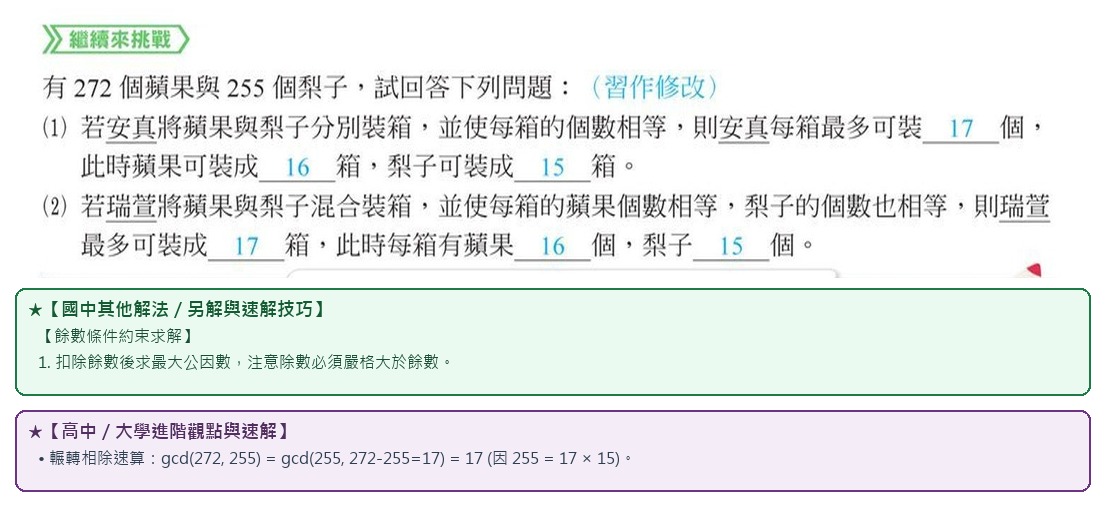 繼續來挑戰
有 272 個蘋果與 255 個梨子，試回答下列問題：（習作修改）
⑴ 若安真將蘋果與梨子分別裝箱，並使每箱的個數相等，則安真每箱最多可裝 17 個，
此時蘋果可裝成 16 箱，梨子可裝成 15 箱。
⑵ 若瑞萱將蘋果與梨子混合裝箱，並使每箱的蘋果個數相等，梨子的個數也相等，則瑞萱
最多可裝成 17 箱，此時每箱有蘋果 16 個，梨子 15 個。
★【國中其他解法 / 另解與速解技巧】
【餘數條件約束求解】
1. 扣除餘數後求最大公因數，注意除數必須嚴格大於餘數。
★【高中 / 大學進階觀點與速解】
• 輾轉相除速算：gcd(272, 255) = gcd(255, 272-255=17) = 17 (因 255 = 17 × 15)。